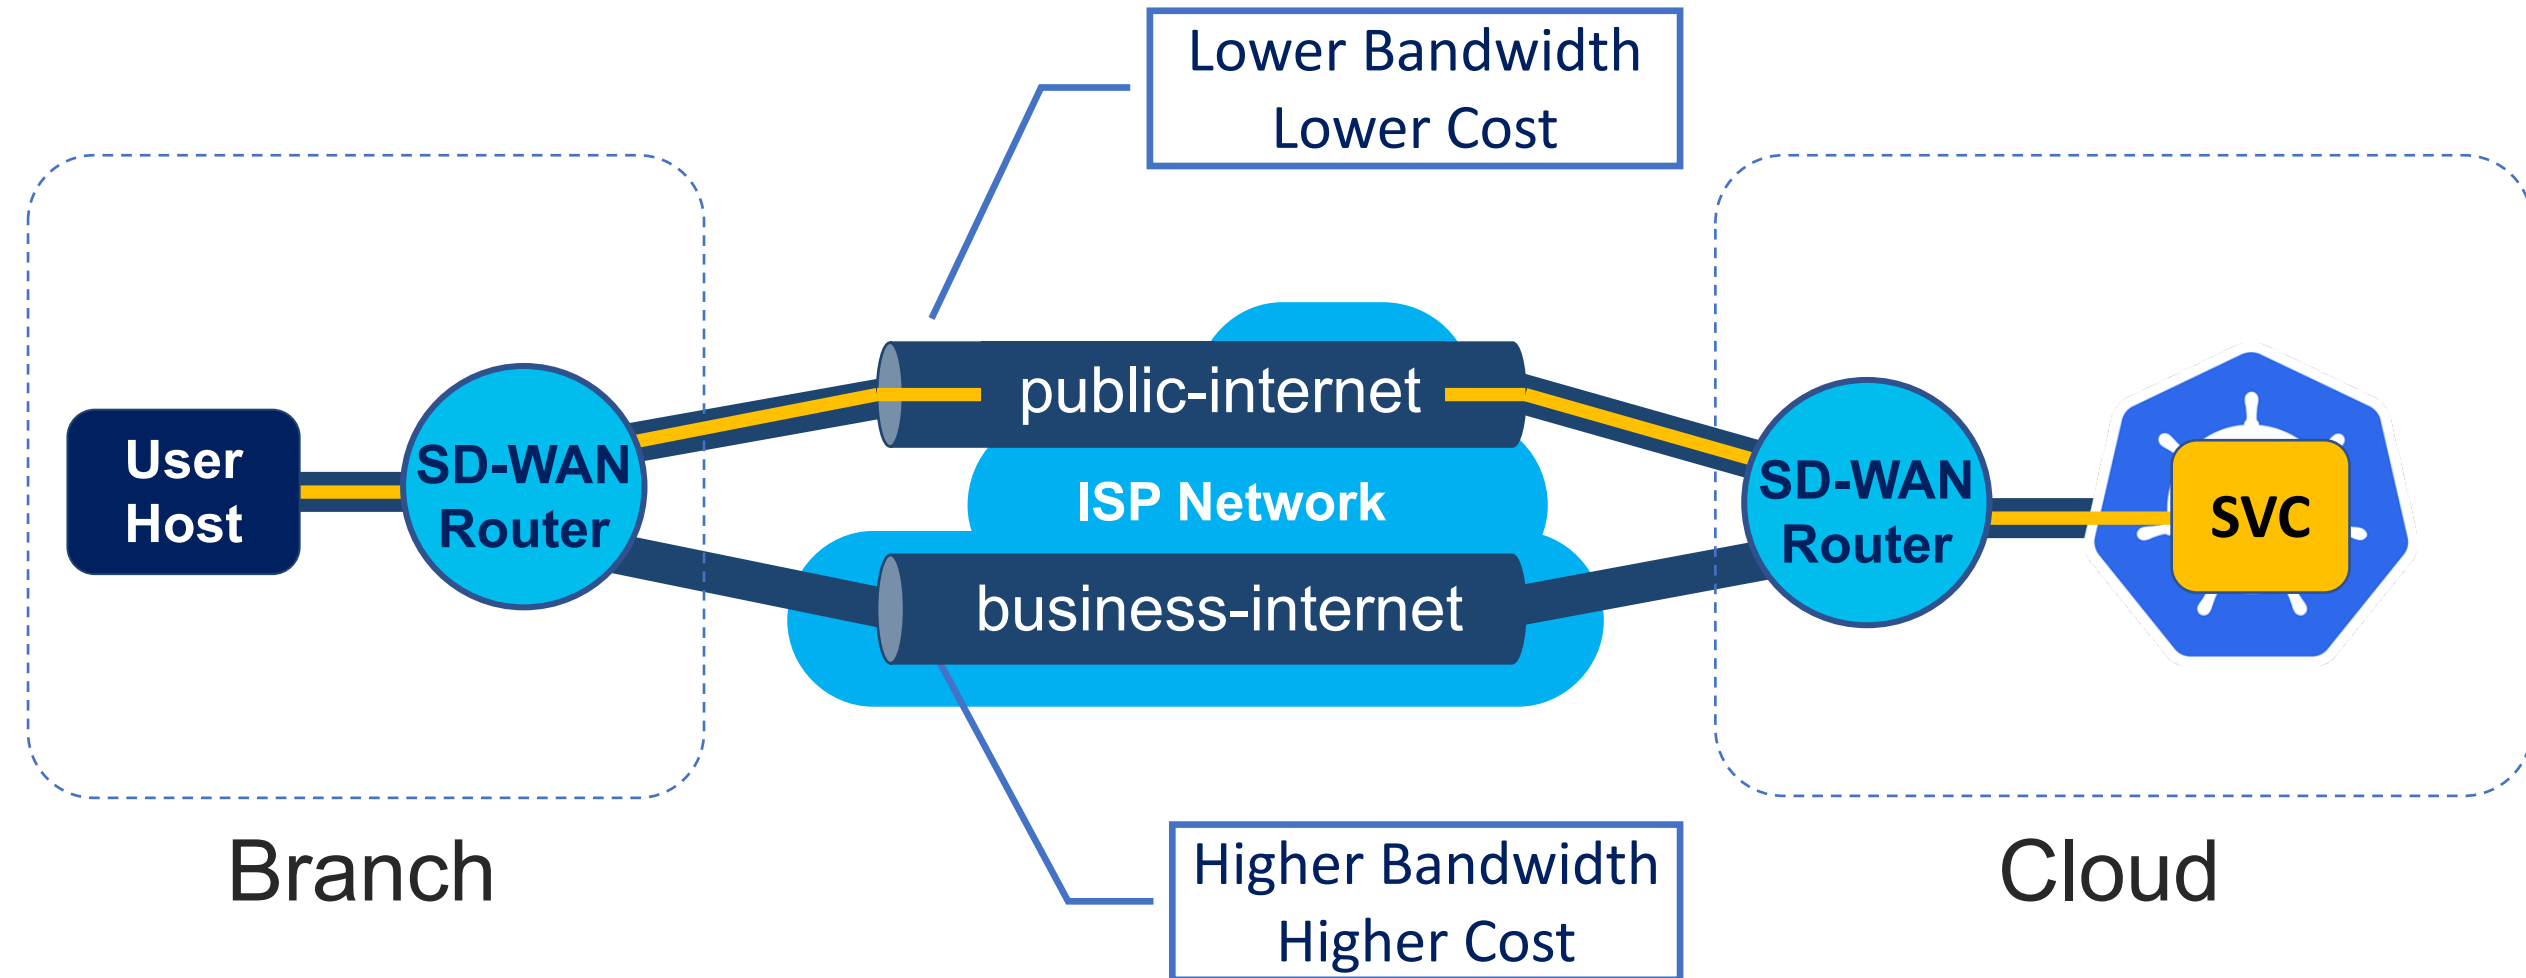 Lower Bandwidth
Lower Cost
User
Host
SD-WAN
Router
public-internet
ISP Network
business-internet
SD-WAN
Router
SVC
Branch
Higher Bandwidth
Higher Cost
Cloud